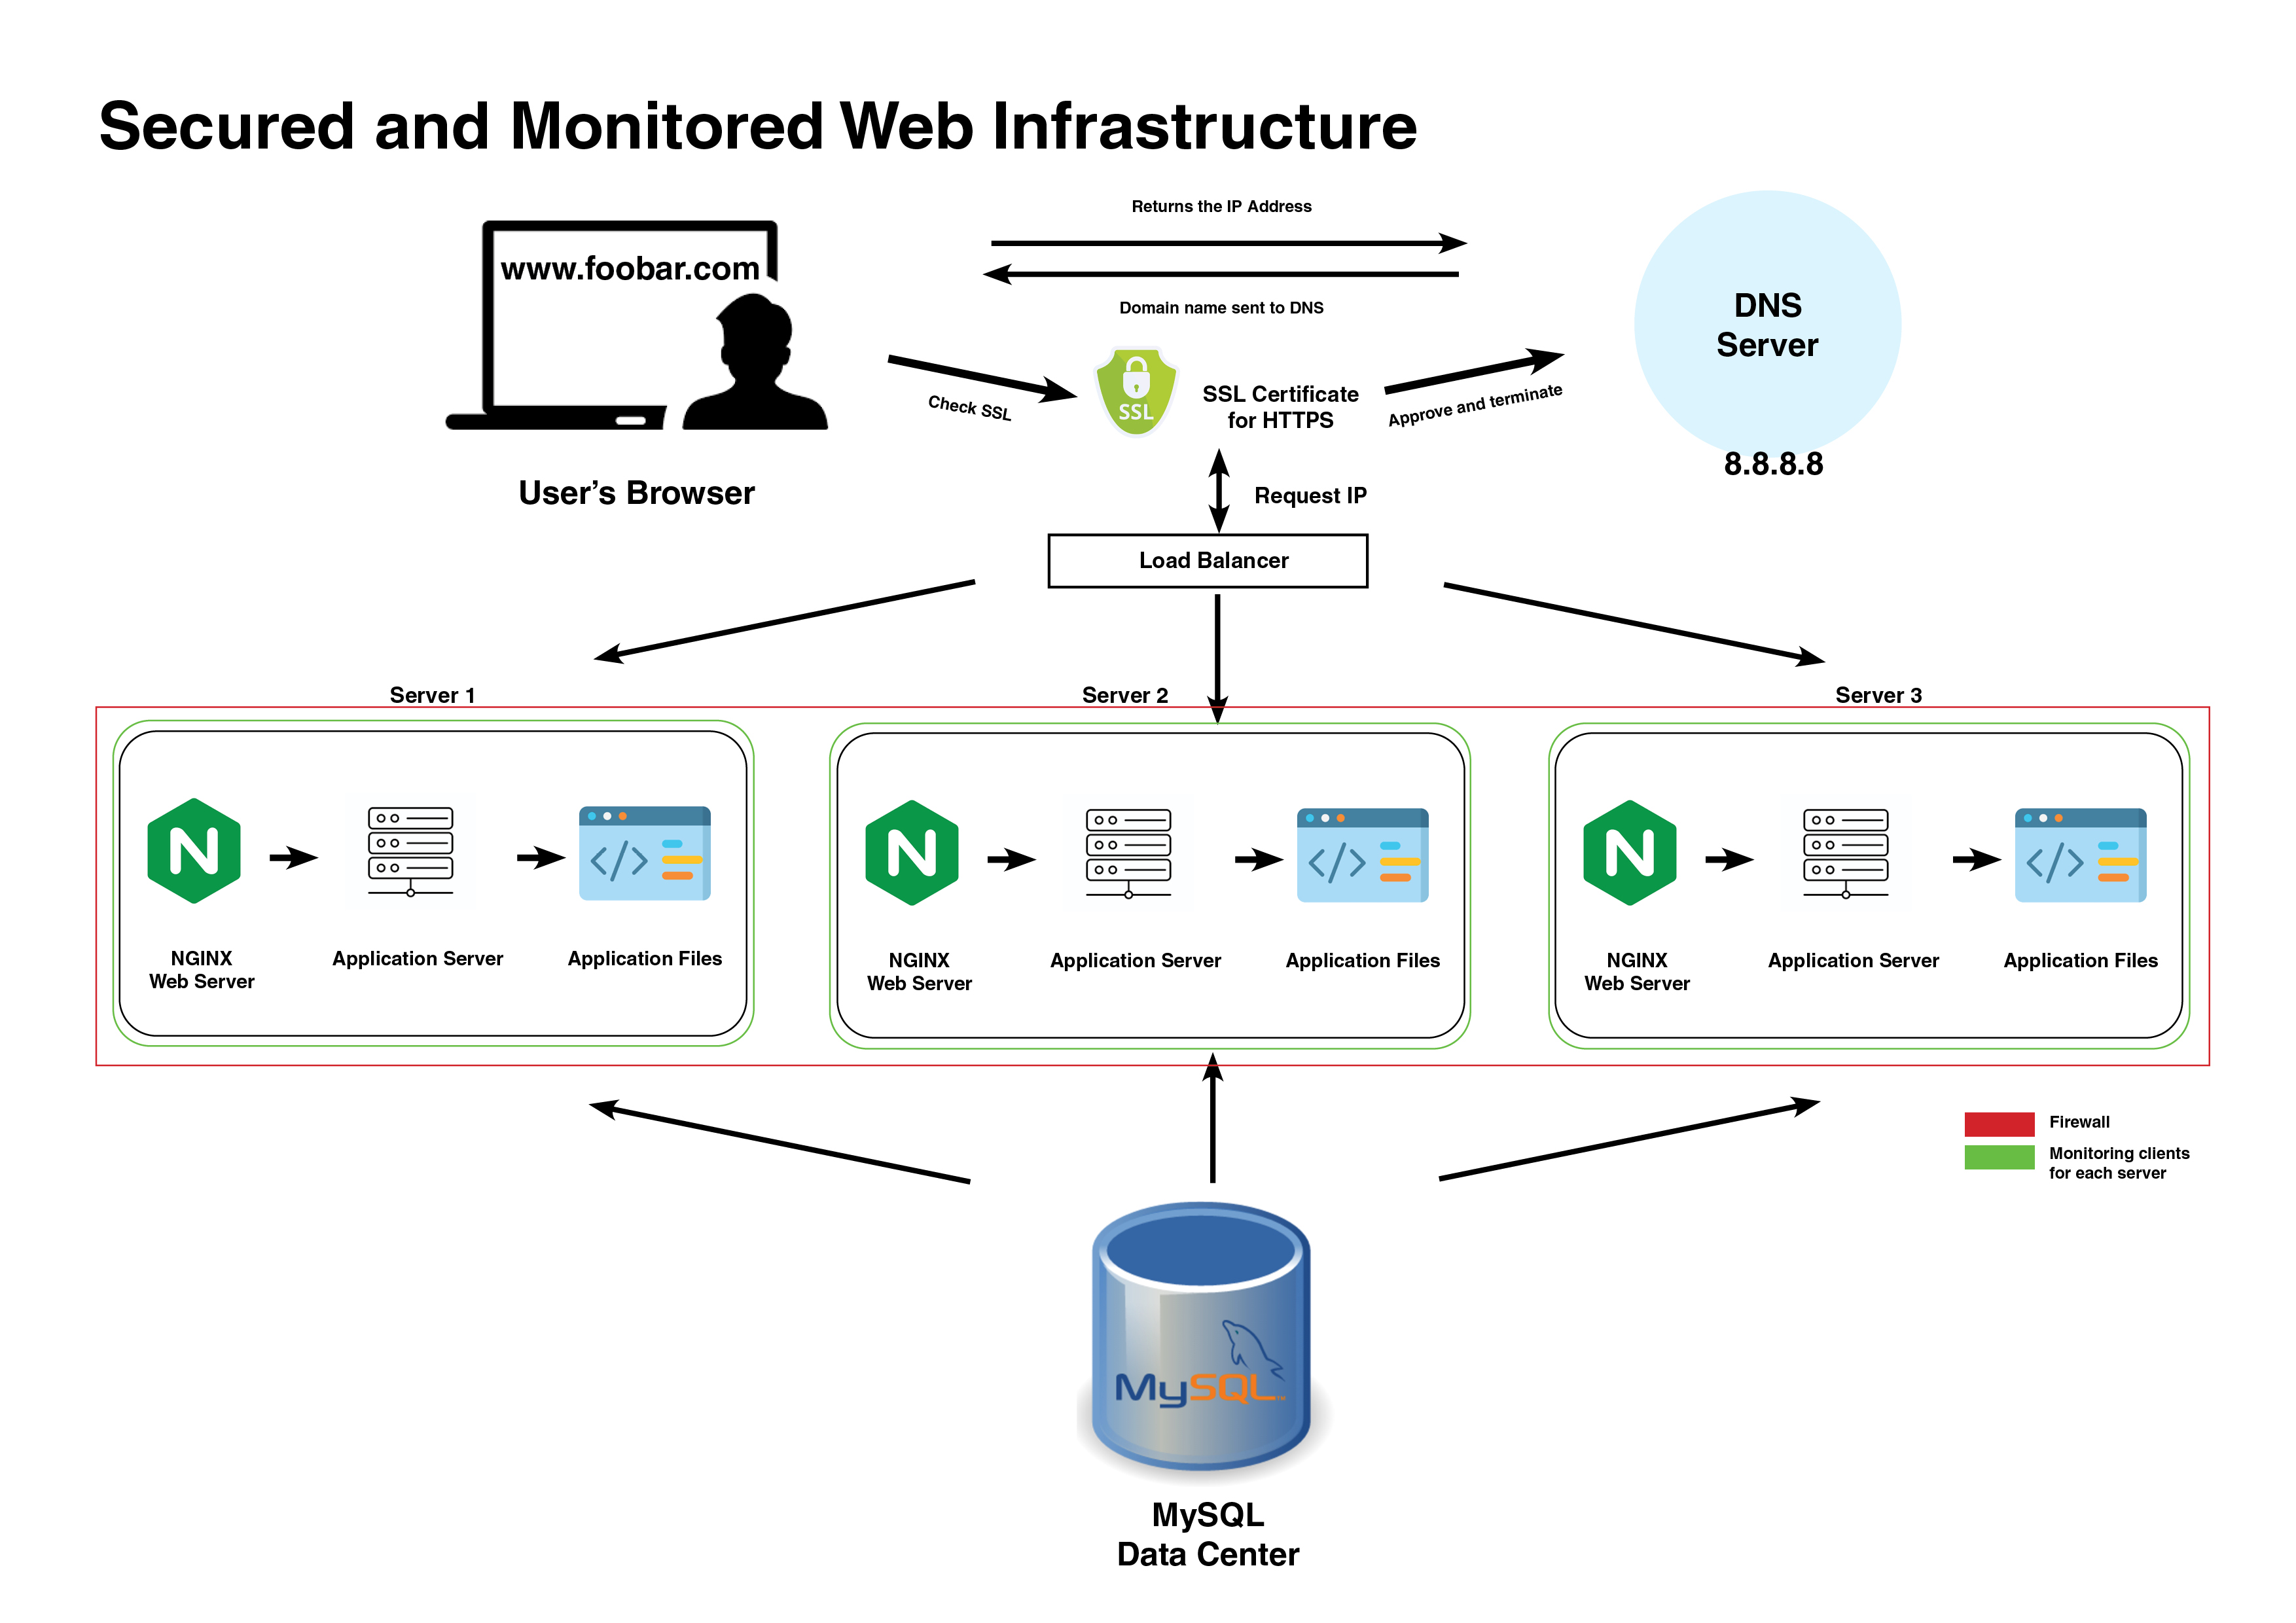 Secured and Monitored Web Infrastructure
Returns the IP Address
www.foobar.com
Domain name sent to DNS
DNS
Server
8.8.8.8
Check SSL
SSL
SSL Certificate
for HTTPS
Approve and terminate
User’s Browser
Request IP
Load Balancer
Server 1
Server 2
Server 3
NGINX
Web Server
Application Server
Application Files
NGINX
Web Server
Application Server
Application Files
NGINX
Web Server
Application Server
Application Files
Firewall
Monitoring clients
for each server
MySQL™
MySQL
Data Center